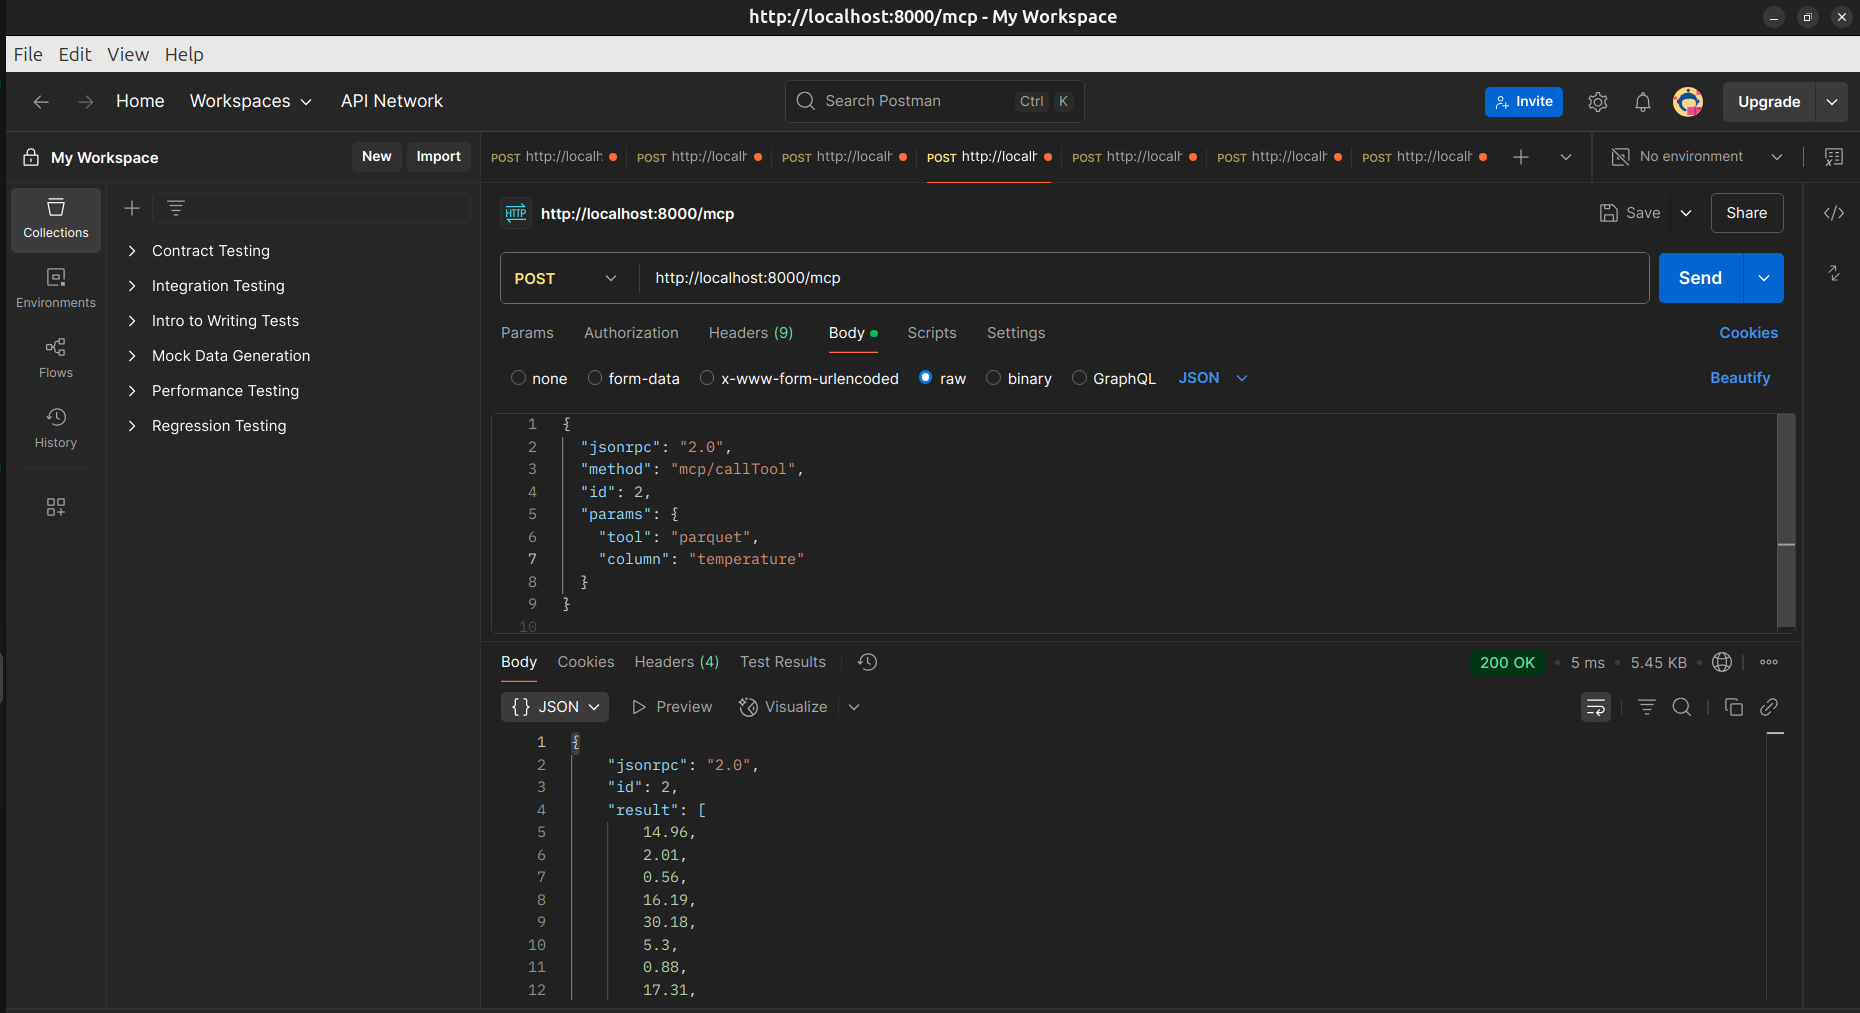 http://localhost:8000/mcp - My Workspace
File Edit View Help
Home Workspaces API Network
Search Postman Ctrl K
Invite
Upgrade
My Workspace
New Import
POST http://localh POST http://localh POST http://localh POST http://localh POST http://localh POST http://localh POST http://localh
No environment
Collections
Environments
Flows
History
Contract Testing
Integration Testing
Intro to Writing Tests
Mock Data Generation
Performance Testing
Regression Testing
HTTP http://localhost:8000/mcp
Save Share
POST http://localhost:8000/mcp
Send
Params Authorization Headers (9) Body Scripts Settings
Cookies
none form-data x-www-form-urlencoded raw binary GraphQL JSON
Beautify
1 {
2 "jsonrpc": "2.0",
3 "method": "mcp/callTool",
4 "id": 2,
5 "params": {
6 "tool": "parquet",
7 "column": "temperature"
8 }
9 }
10
Body Cookies Headers (4) Test Results
200 OK • 5 ms • 5.45 KB
{} JSON Preview Visualize
1 {
2 "jsonrpc": "2.0",
3 "id": 2,
4 "result": [
5 14.96,
6 2.01,
7 0.56,
8 16.19,
9 30.18,
10 5.3,
11 0.88,
12 17.31,